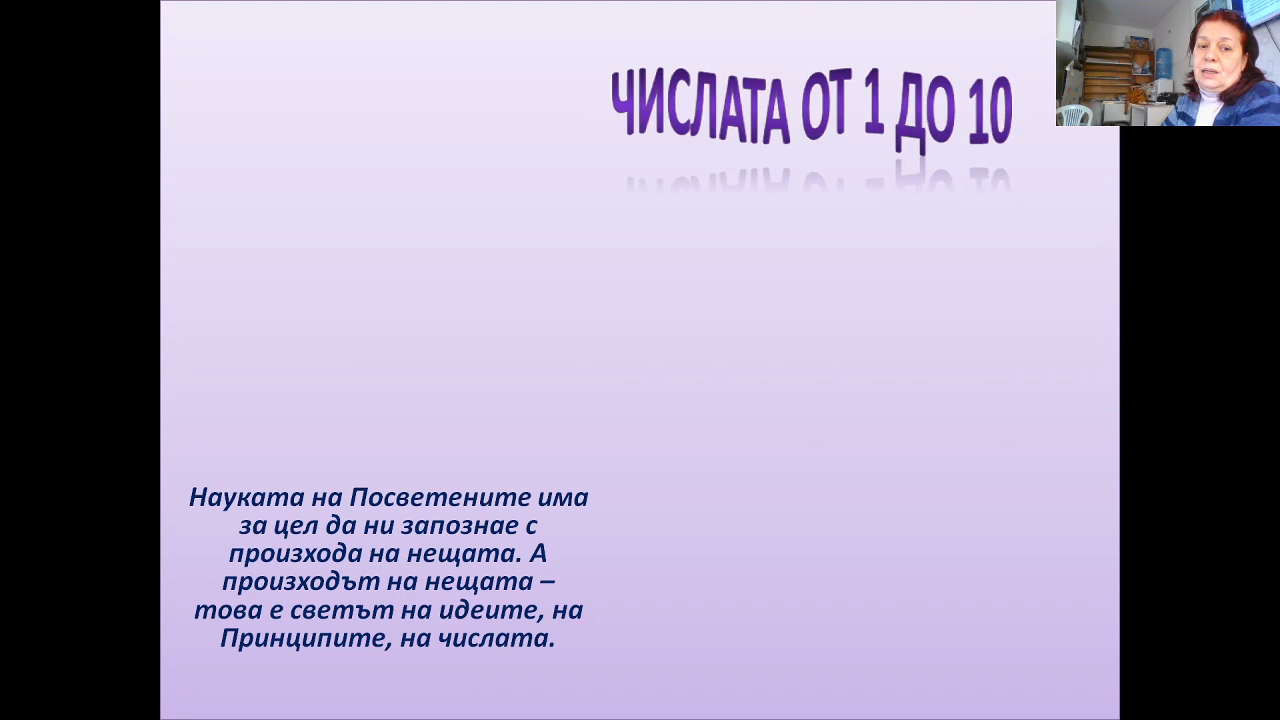 ЧИСЛАТА ОТ 1 ДО 10
Науката на Посветените има
за цел да ни запознае с
произхода на нещата. А
произходът на нещата –
това е светът на идеите, на
Принципите, на числата.